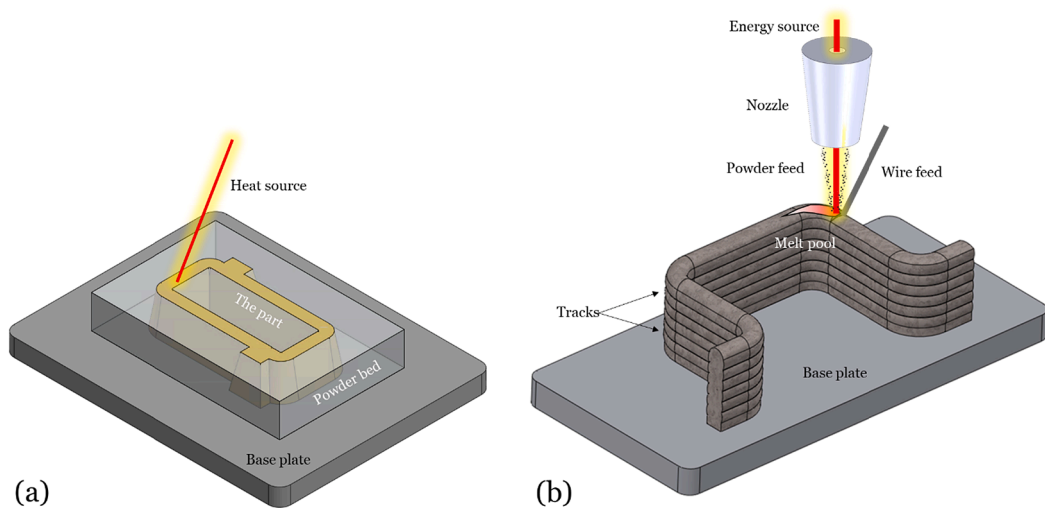 Heat source
The part
Powder bed
Base plate
(a)
Energy source
Nozzle
Powder feed
Wire feed
Melt pool
Tracks
Base plate
(b)